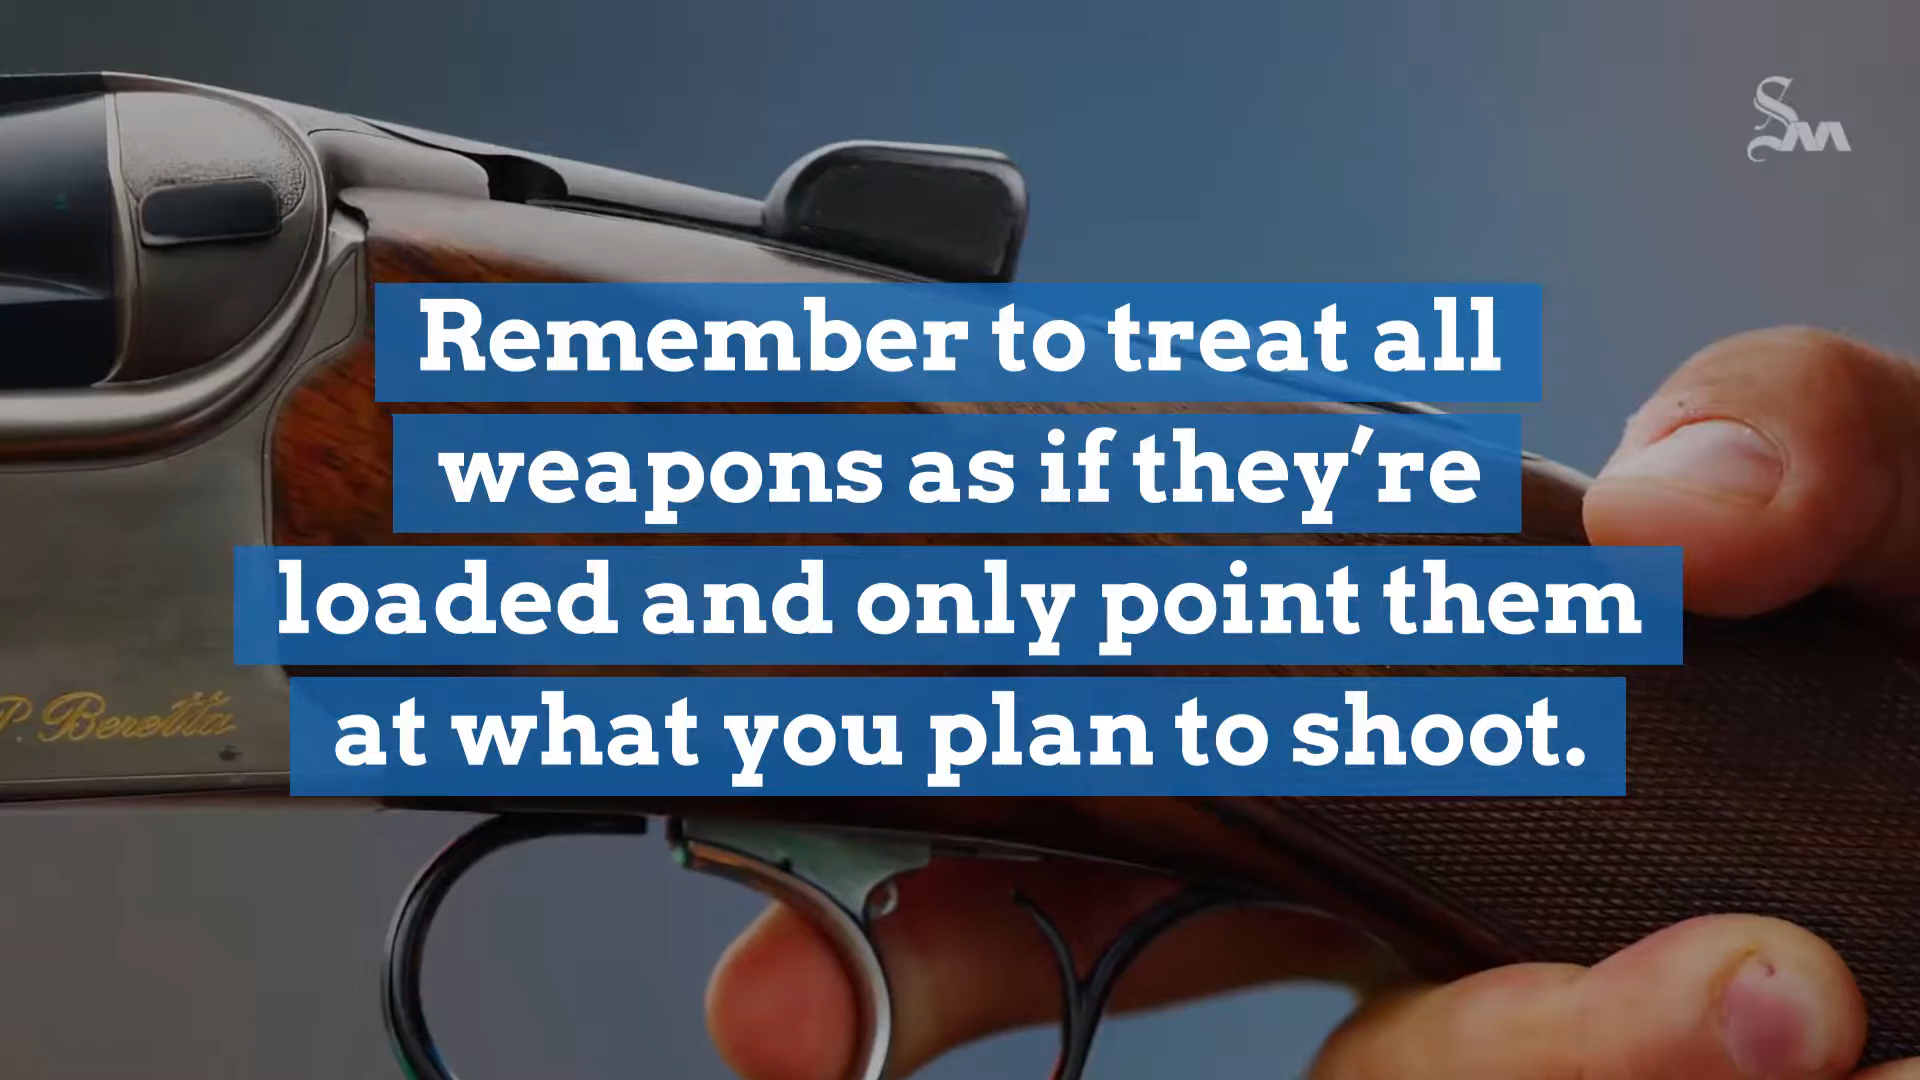 Sm
Remember to treat all
weapons as if they’re
loaded and only point them
at what you plan to shoot.
P. Beretta